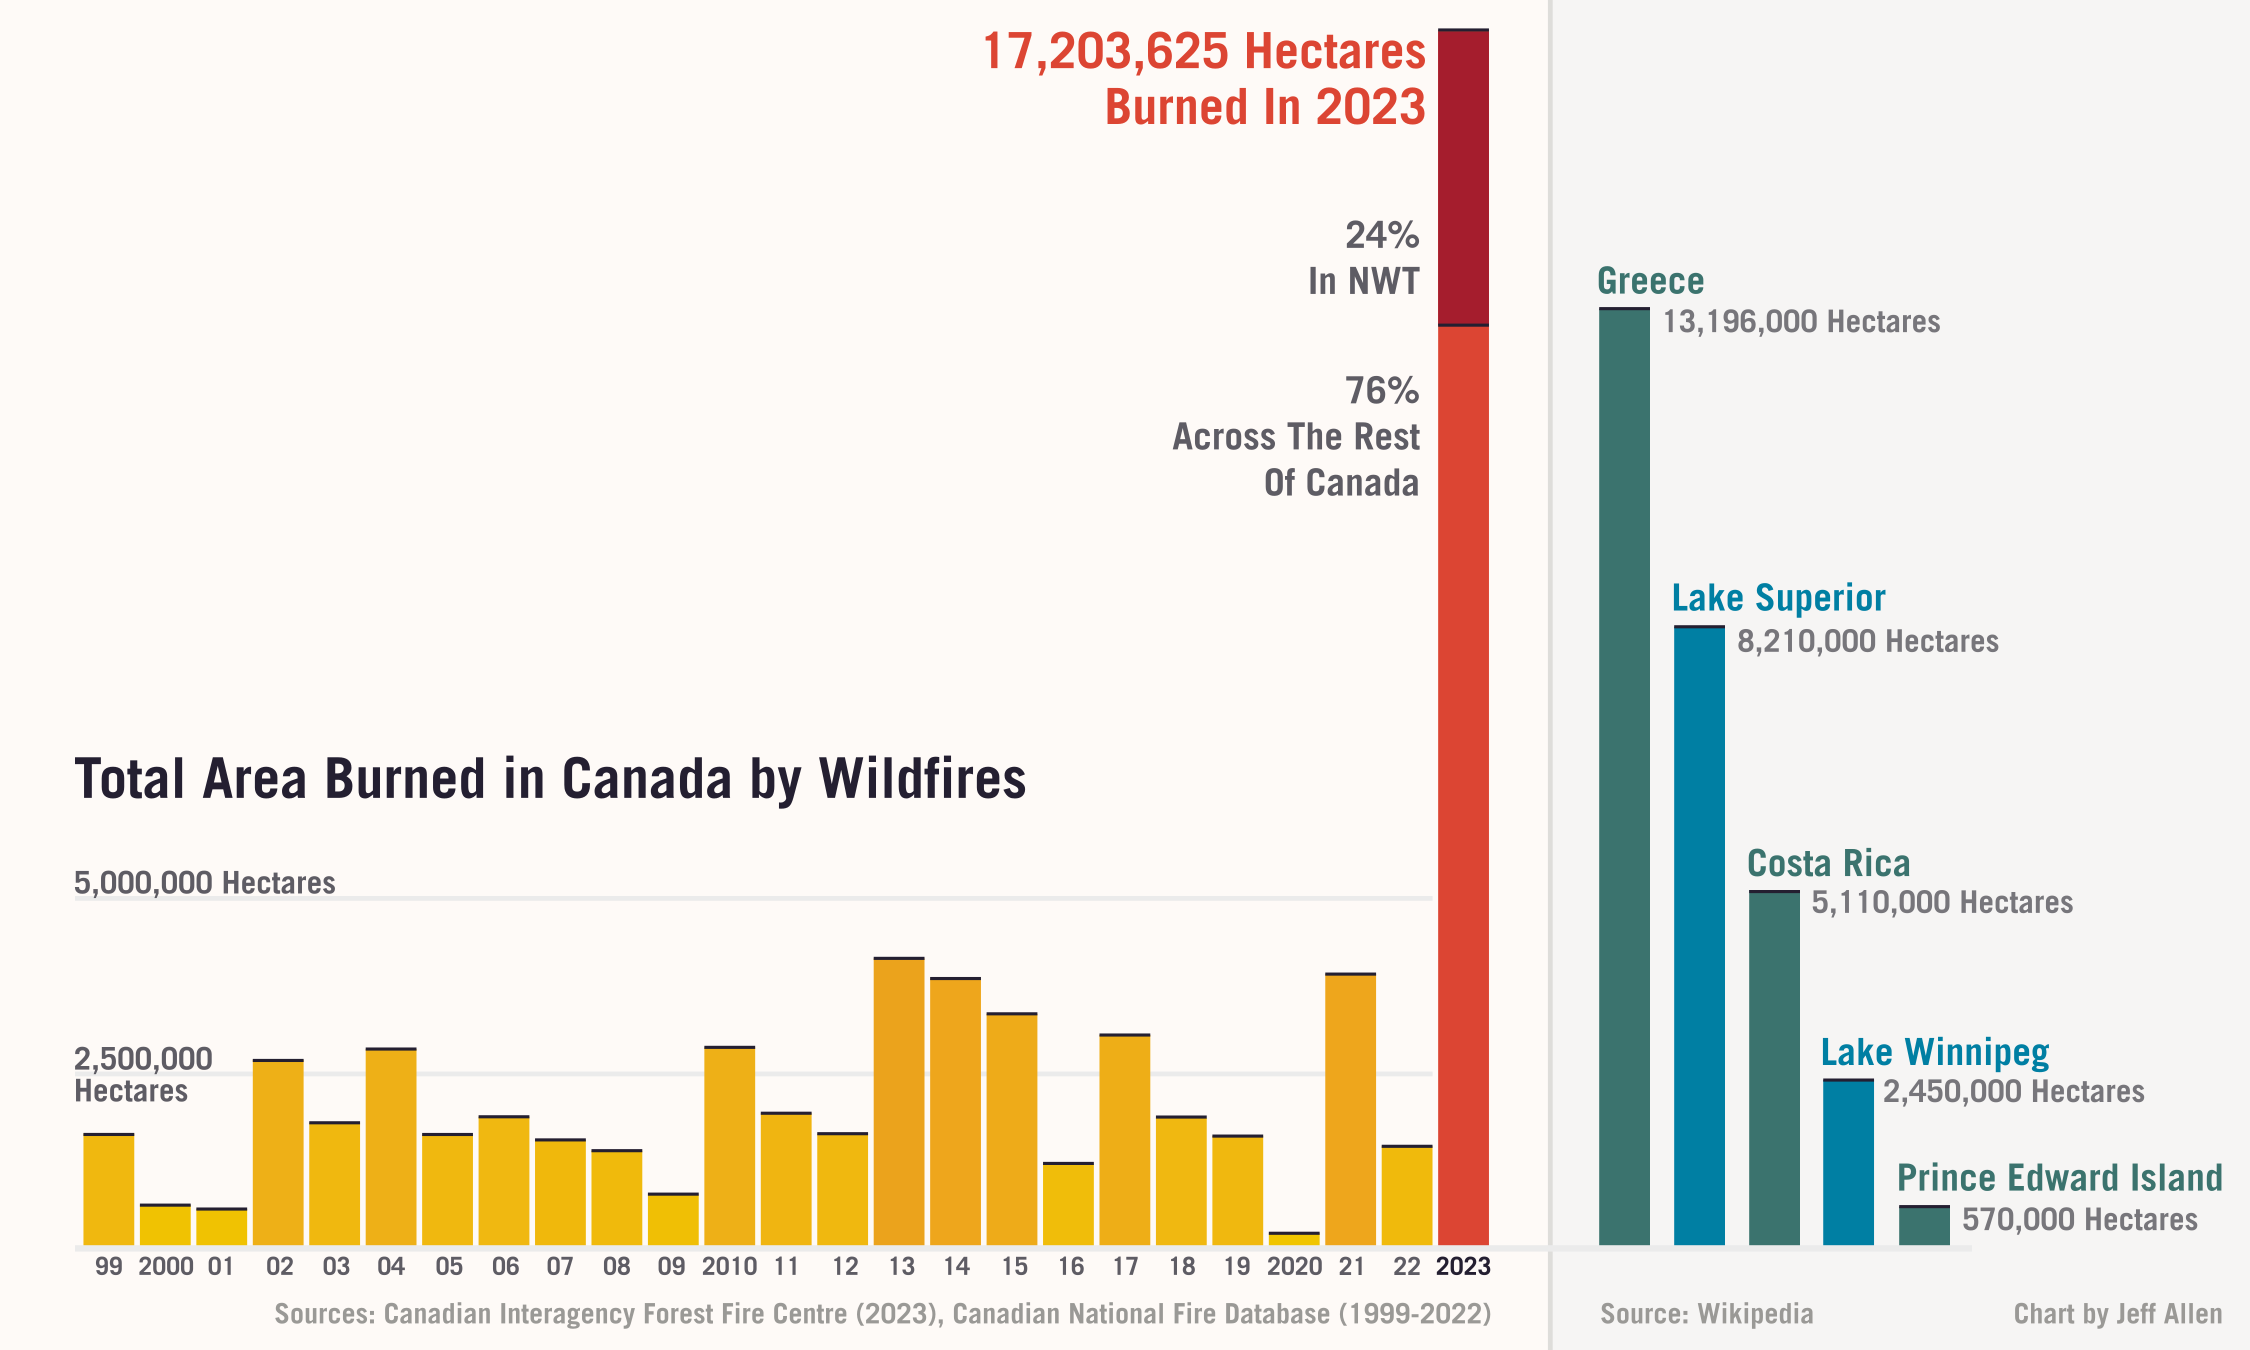 17,203,625 Hectares
Burned In 2023
24%
In NWT
76%
Across The Rest
Of Canada
Total Area Burned in Canada by Wildfires
5,000,000 Hectares
2,500,000
Hectares
99 2000 01 02 03 04 05 06 07 08 09 2010 11 12 13 14 15 16 17 18 19 2020 21 22 2023
Sources: Canadian Interagency Forest Fire Centre (2023), Canadian National Fire Database (1999-2022)
Greece
13,196,000 Hectares
Lake Superior
8,210,000 Hectares
Costa Rica
5,110,000 Hectares
Lake Winnipeg
2,450,000 Hectares
Prince Edward Island
570,000 Hectares
Source: Wikipedia
Chart by Jeff Allen